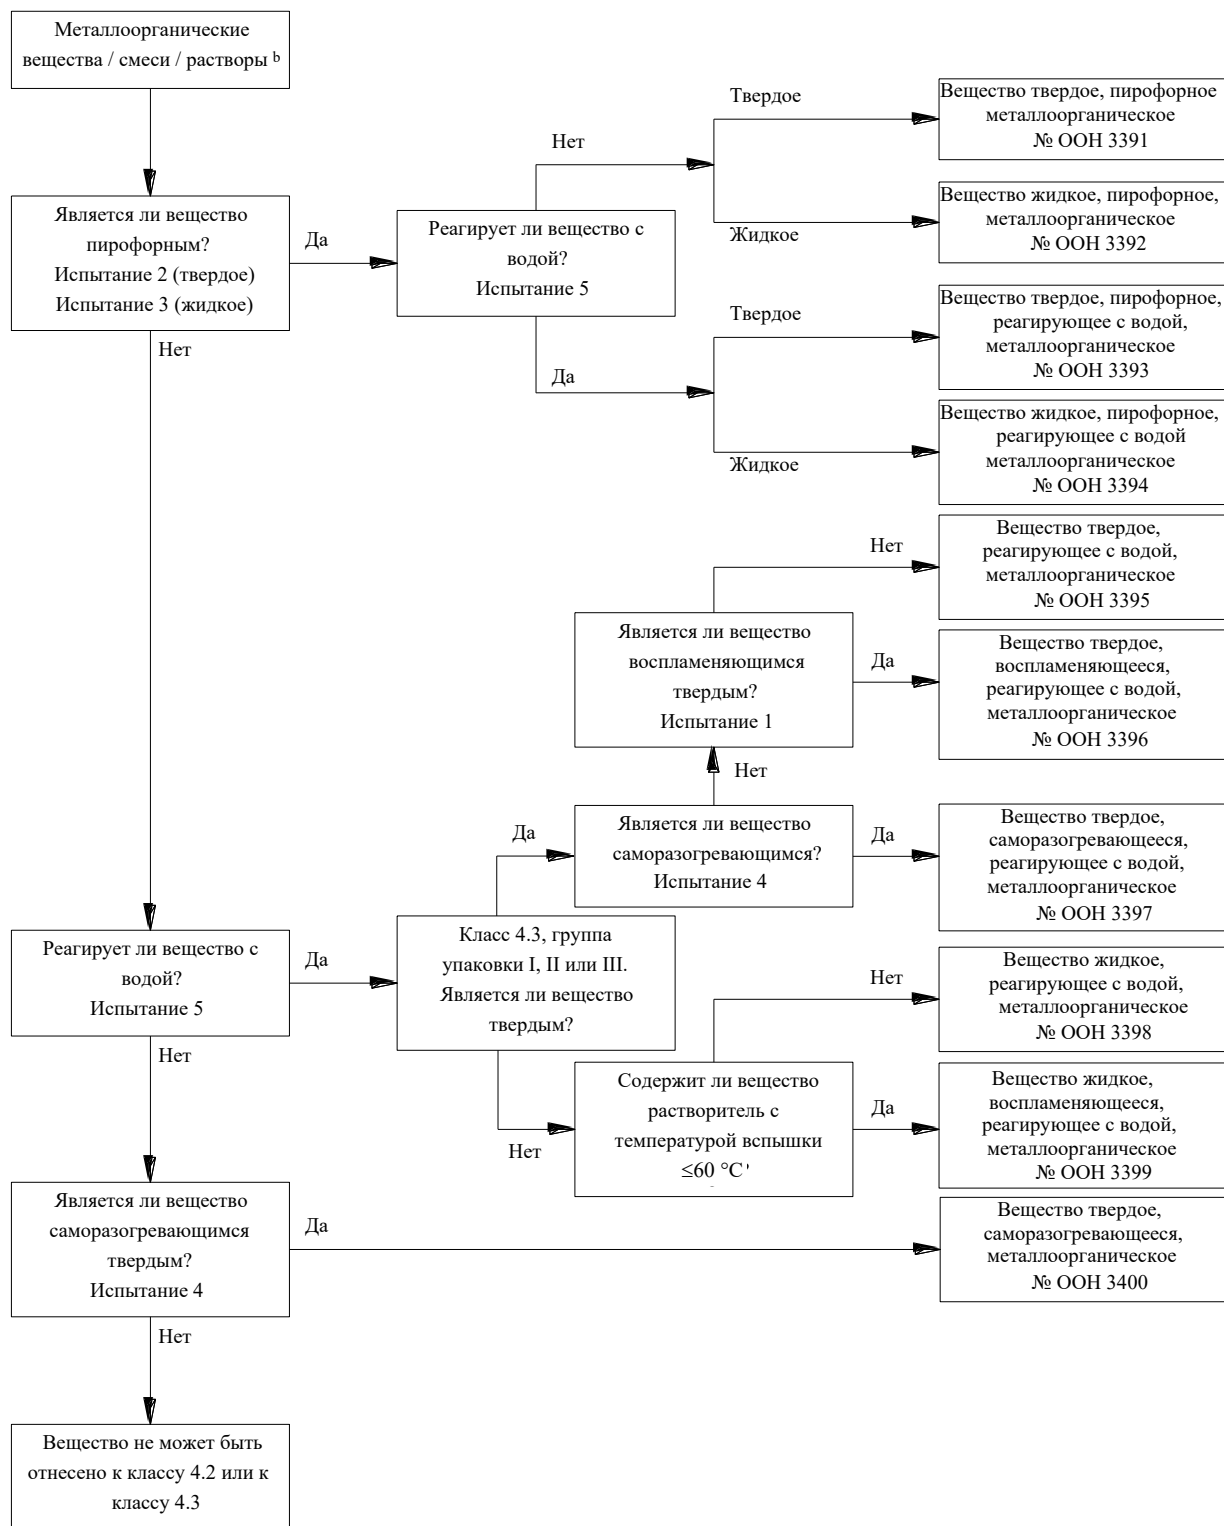 Металлоорганические
вещества / смеси / растворы b
Является ли вещество
пирофорным?
Испытание 2 (твердое)
Испытание 3 (жидкое)
Да
Нет
Реагирует ли вещество с
водой?
Испытание 5
Нет
Да
Твердое
Жидкое
Твердое
Жидкое
Вещество твердое, пирофорное
металлоорганическое
№ ООН 3391
Вещество жидкое, пирофорное,
металлоорганическое
№ ООН 3392
Вещество твердое, пирофорное,
реагирующее с водой,
металлоорганическое
№ ООН 3393
Вещество жидкое, пирофорное,
реагирующее с водой
металлоорганическое
№ ООН 3394
Нет
Вещество твердое,
реагирующее с водой,
металлоорганическое
№ ООН 3395
Является ли вещество
воспламеняющимся
твердым?
Испытание 1
Да
Вещество твердое,
воспламеняющееся,
реагирующее с водой,
металлоорганическое
№ ООН 3396
Нет
Да
Является ли вещество
саморазогревающимся?
Испытание 4
Да
Вещество твердое,
саморазогревающееся,
реагирующее с водой,
металлоорганическое
№ ООН 3397
Реагирует ли вещество с
водой?
Испытание 5
Да
Класс 4.3, группа
упаковки I, II или III.
Является ли вещество
твердым?
Нет
Вещество жидкое,
реагирующее с водой,
металлоорганическое
№ ООН 3398
Нет
Нет
Содержит ли вещество
растворитель с
температурой вспышки
≤60 °C
Да
Вещество жидкое,
воспламеняющееся,
реагирующее с водой,
металлоорганическое
№ ООН 3399
Является ли вещество
саморазогревающимся
твердым?
Испытание 4
Да
Вещество твердое,
саморазогревающееся,
металлоорганическое
№ ООН 3400
Нет
Вещество не может быть
отнесено к классу 4.2 или к
классу 4.3